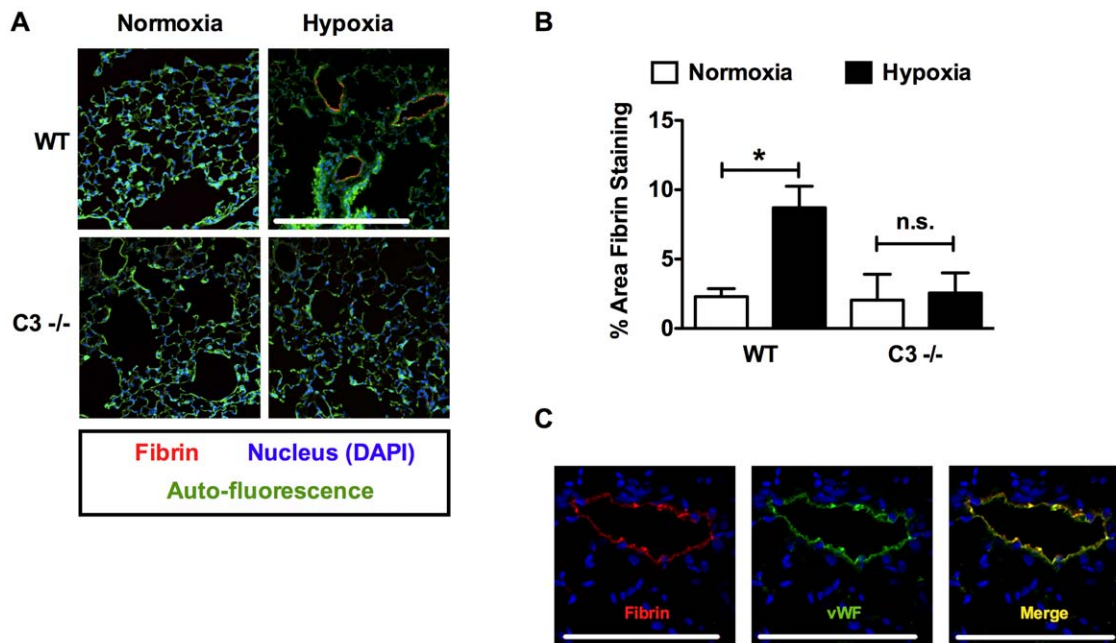 A
Normoxia Hypoxia
WT
C3 -/-
Fibrin Nucleus (DAPI)
Auto-fluorescence
B
Normoxia Hypoxia
% Area Fibrin Staining
15
10
5
0
*
n.s.
WT C3 -/-
C
Fibrin vWF Merge